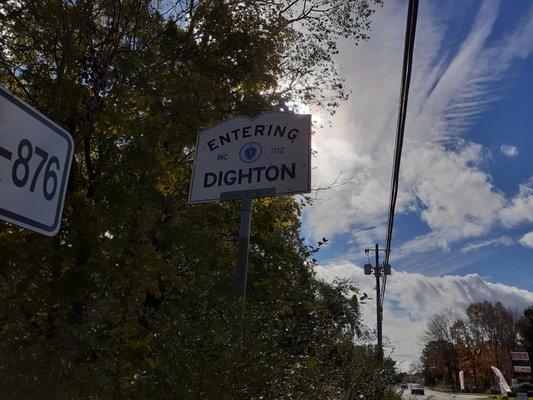 -876
ENTERING
INC. 1712
DIGHTON